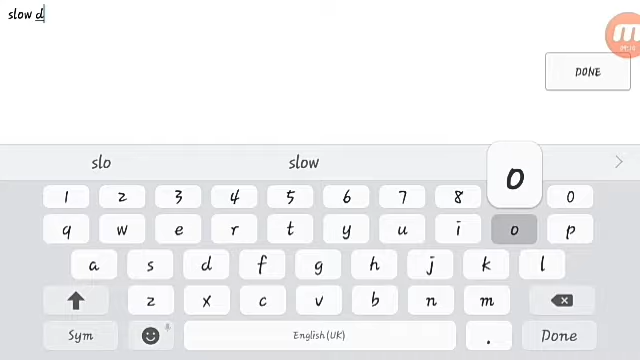 slow d
DONE
slo slow
o
1 2 3 4 5 6 7 8 0
q w e r t y u i o p
a s d f g h j k l
z x c v b n m
Sym English(UK) . Done